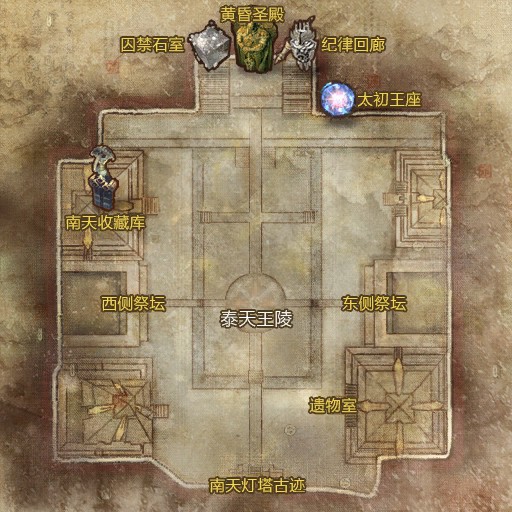 黄昏圣殿
囚禁石室
纪律回廊
太初王座
南天收藏库
西侧祭坛
东侧祭坛
泰天王陵
遗物室
南天灯塔古迹